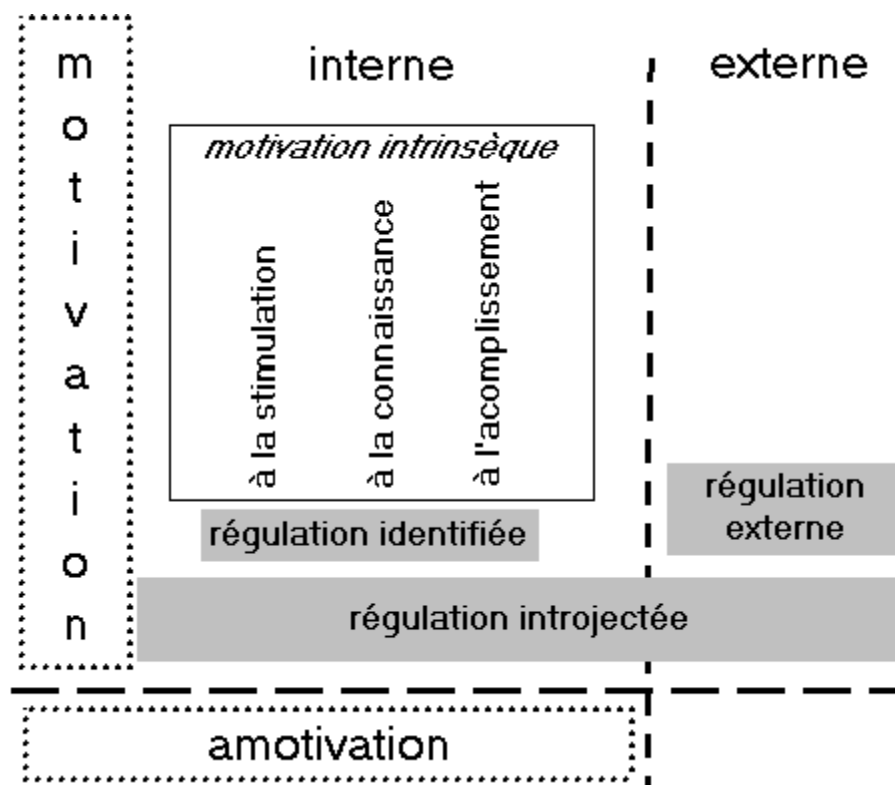 motivation
interne
externe
motivation intrinsèque
à la stimulation
à la connaissance
à l'acomplissement
régulation
externe
régulation identifiée
régulation introjectée
amotivation